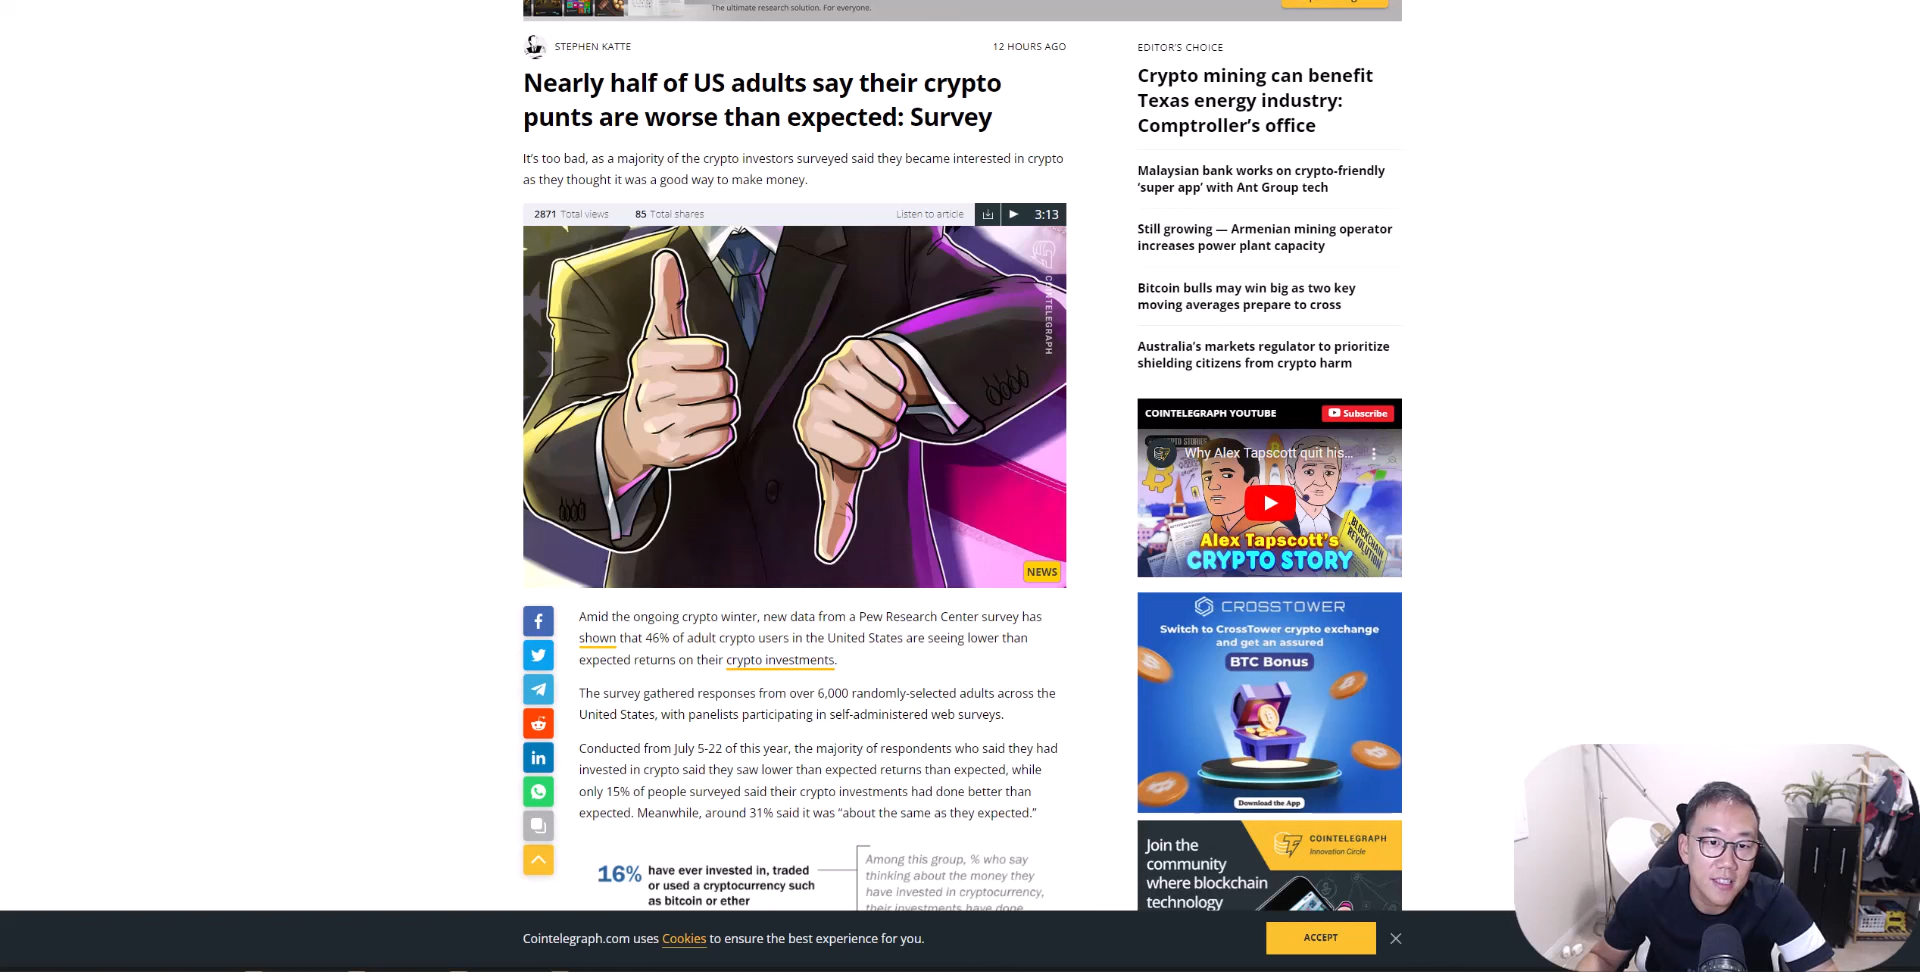 The ultimate research solution. For everyone.
STEPHEN KATTE
12 HOURS AGO
Nearly half of US adults say their crypto
punts are worse than expected: Survey
It's too bad, as a majority of the crypto investors surveyed said they became interested in crypto
as they thought it was a good way to make money.
2871 Total views
85 Total shares
Listen to article
3:13
COINTELEGRAPH
NEWS
Amid the ongoing crypto winter, new data from a Pew Research Center survey has
shown that 46% of adult crypto users in the United States are seeing lower than
expected returns on their crypto investments.
The survey gathered responses from over 6,000 randomly-selected adults across the
United States, with panelists participating in self-administered web surveys.
Conducted from July 5-22 of this year, the majority of respondents who said they had
invested in crypto said they saw lower than expected returns than expected, while
only 15% of people surveyed said their crypto investments had done better than
expected. Meanwhile, around 31% said it was “about the same as they expected.”
16% have ever invested in, traded
or used a cryptocurrency such
as bitcoin or ether
Among this group, % who say
thinking about the money they
have invested in cryptocurrency,
their investments have done
EDITOR'S CHOICE
Crypto mining can benefit
Texas energy industry:
Comptroller’s office
Malaysian bank works on crypto-friendly
‘super app’ with Ant Group tech
Still growing — Armenian mining operator
increases power plant capacity
Bitcoin bulls may win big as two key
moving averages prepare to cross
Australia’s markets regulator to prioritize
shielding citizens from crypto harm
COINTELEGRAPH YOUTUBE
Subscribe
Why Alex Tapscott quit his...
BLOCKCHAIN
REVOLUTION
Alex Tapscott's
CRYPTO STORY
CROSSTOWER
Switch to CrossTower crypto exchange
and get an assured
BTC Bonus
Download the App
COINTELEGRAPH
Innovation Circle
Join the
community
where blockchain
technology
Cointelegraph.com uses Cookies to ensure the best experience for you.
ACCEPT